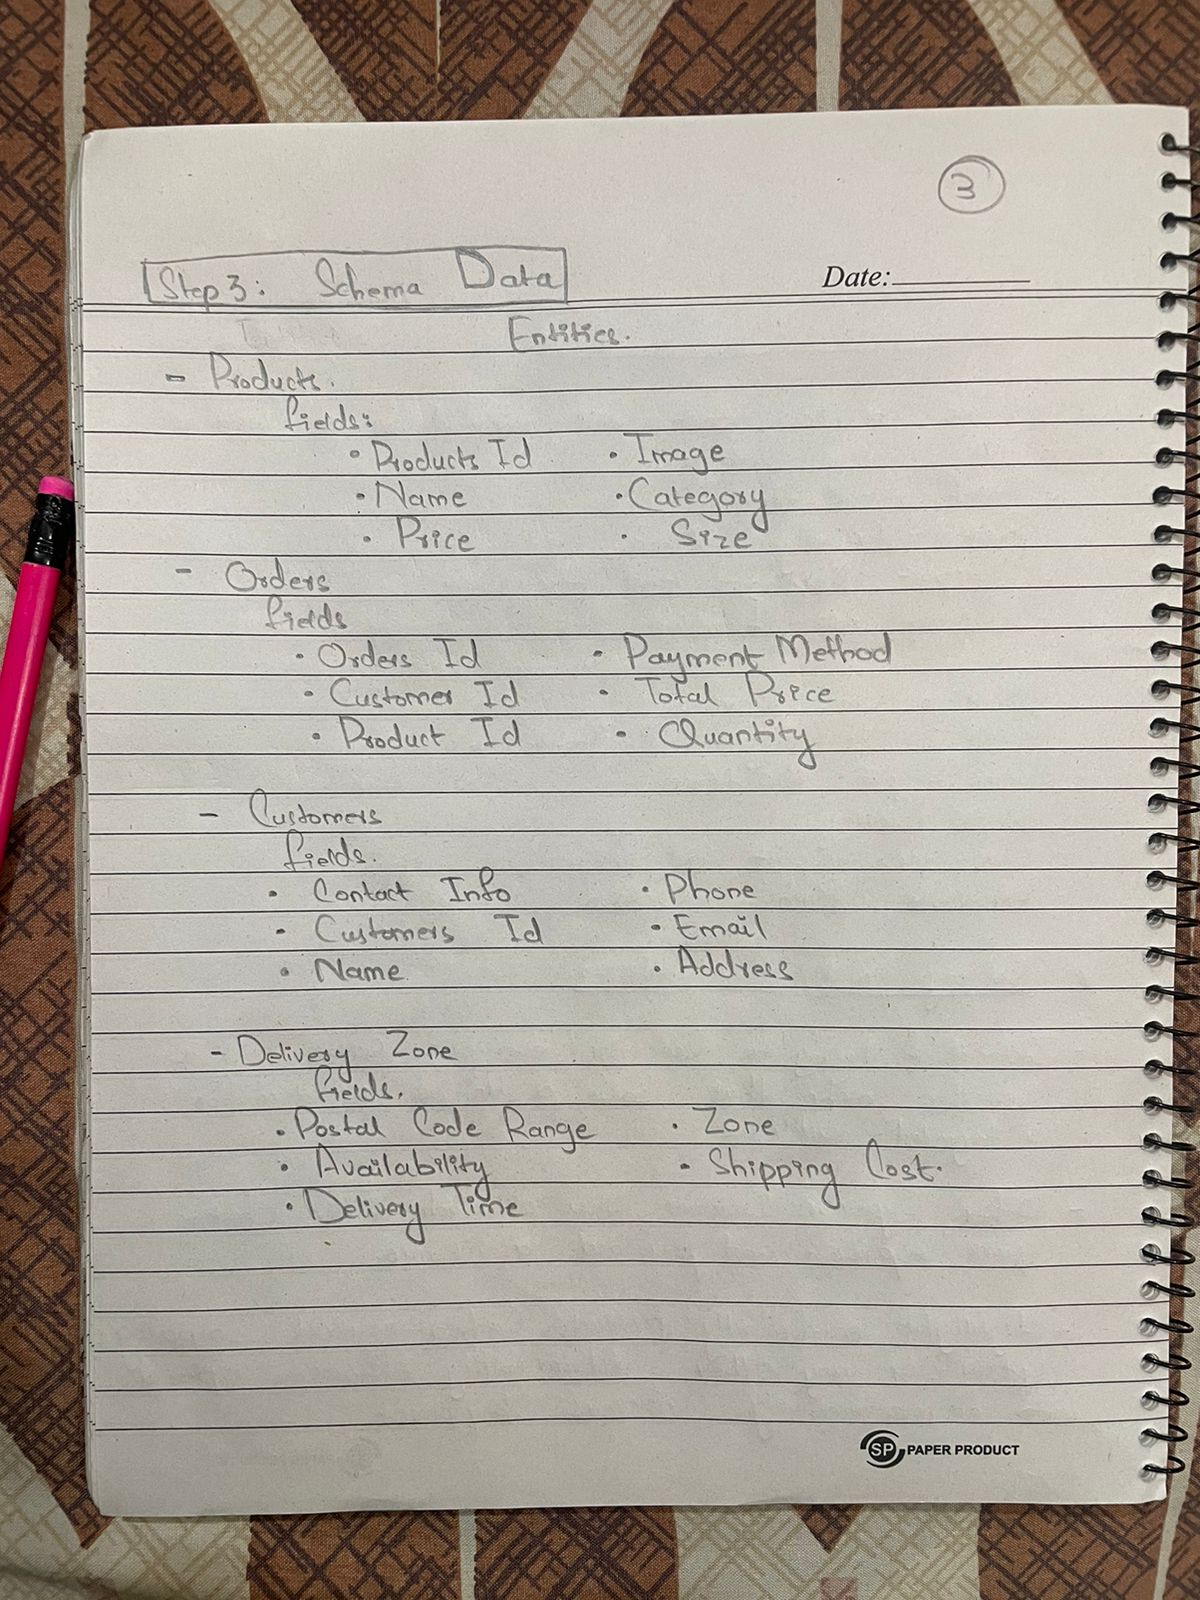 3
Step 3: Schema Data
Date:
Entities.
- Products.
fields:
• Products Id • Image
• Name • Category
• Price • Size
- Orders
fields
• Orders Id • Payment Method
• Customer Id • Total Price
• Product Id • Quantity
- Customers
fields.
• Contact Info • Phone
• Customers Id • Email
• Name • Address
- Delivery Zone
fields.
• Postal Code Range • Zone
• Availability • Shipping Cost.
• Delivery Time
SP PAPER PRODUCT